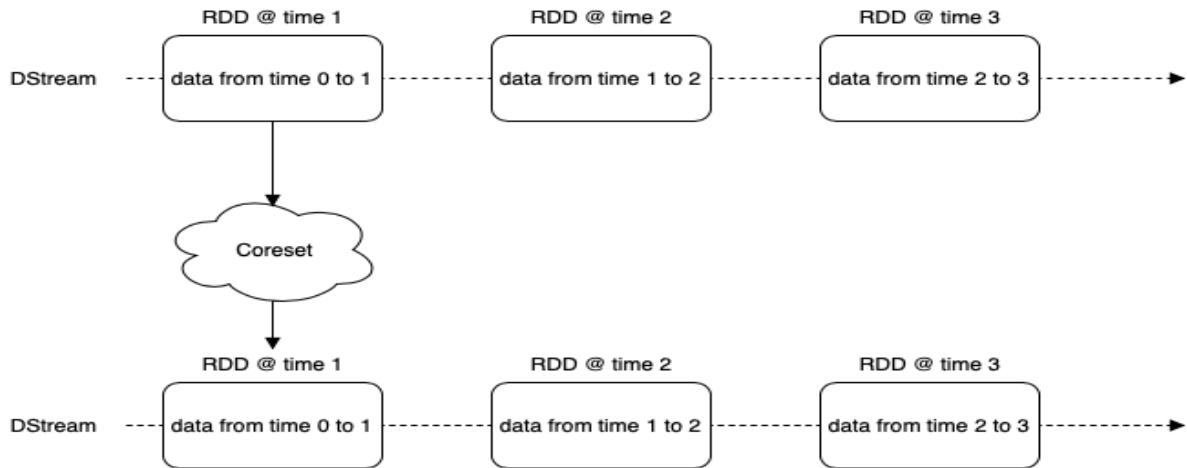 RDD @ time 1 RDD @ time 2 RDD @ time 3
DStream data from time 0 to 1 data from time 1 to 2 data from time 2 to 3
Coreset
RDD @ time 1 RDD @ time 2 RDD @ time 3
DStream data from time 0 to 1 data from time 1 to 2 data from time 2 to 3